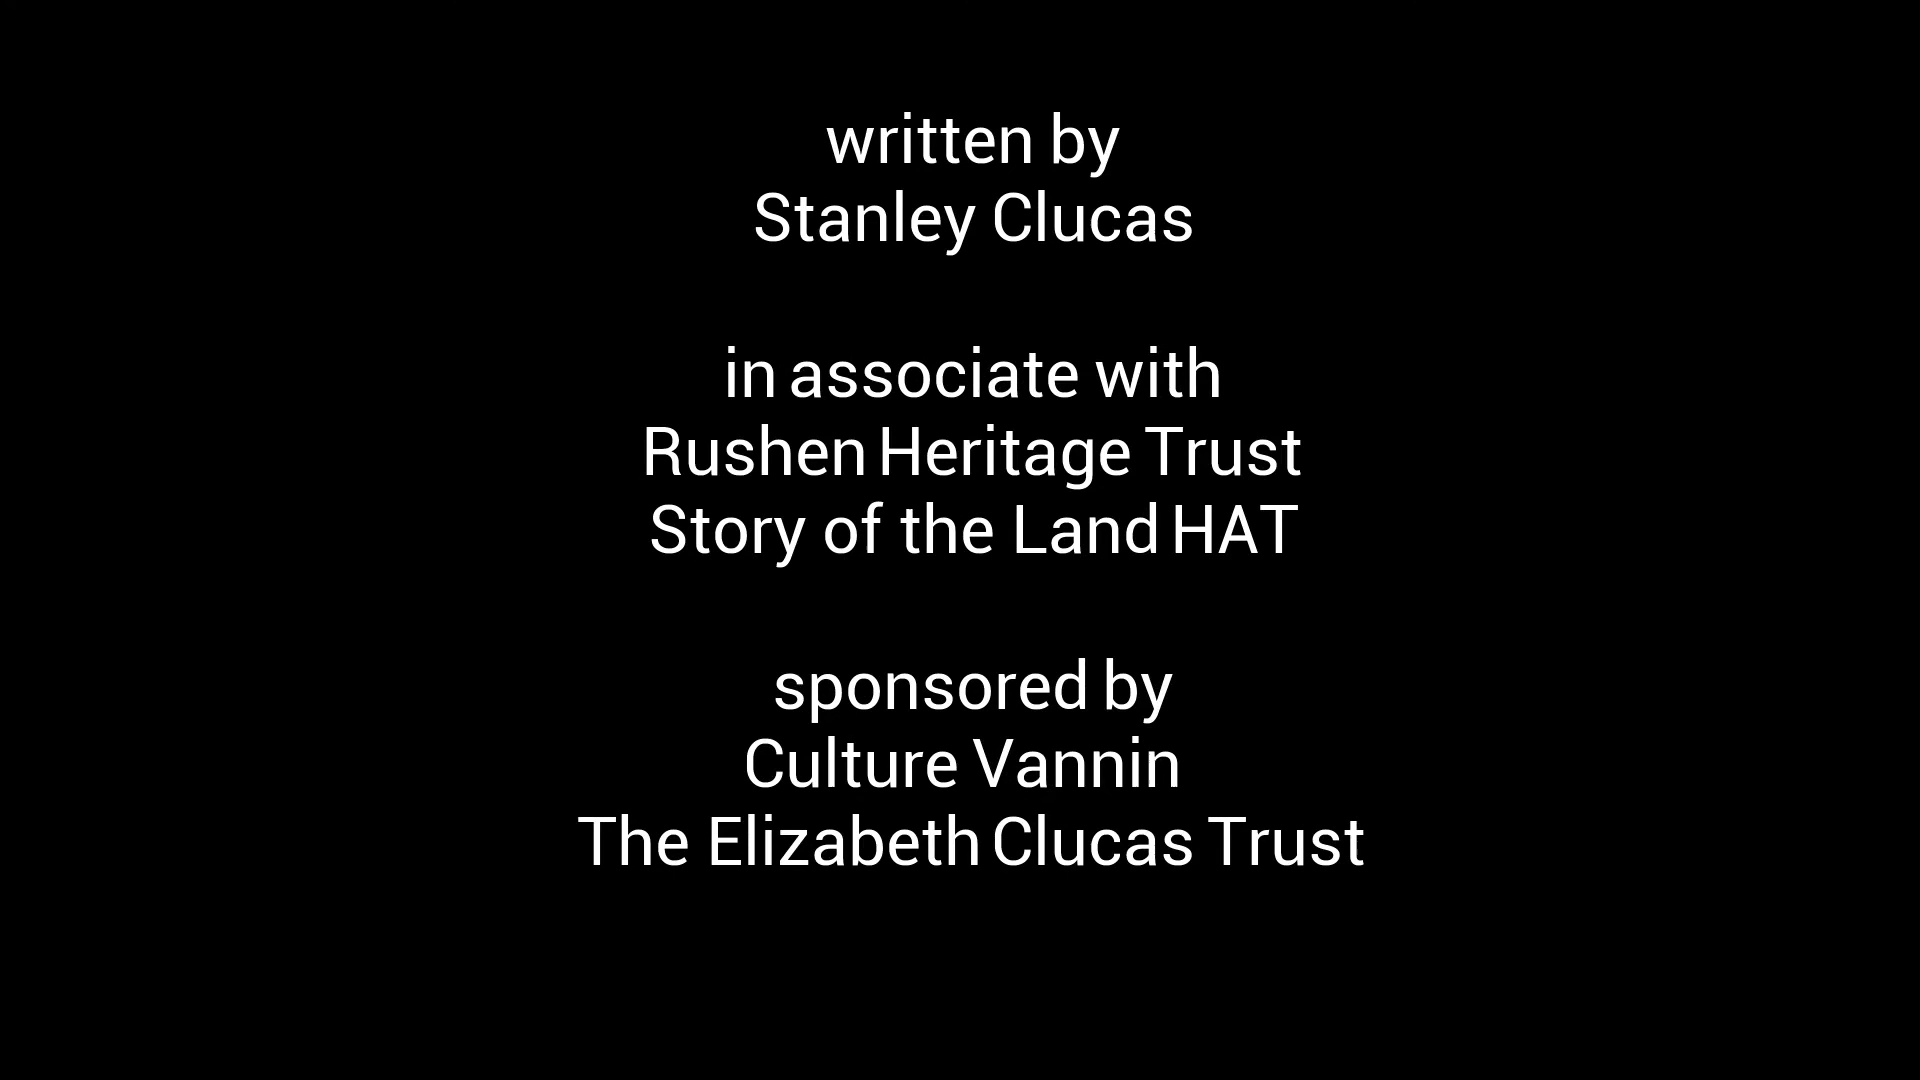 written by
Stanley Clucas
in associate with
Rushen Heritage Trust
Story of the Land HAT
sponsored by
Culture Vannin
The Elizabeth Clucas Trust